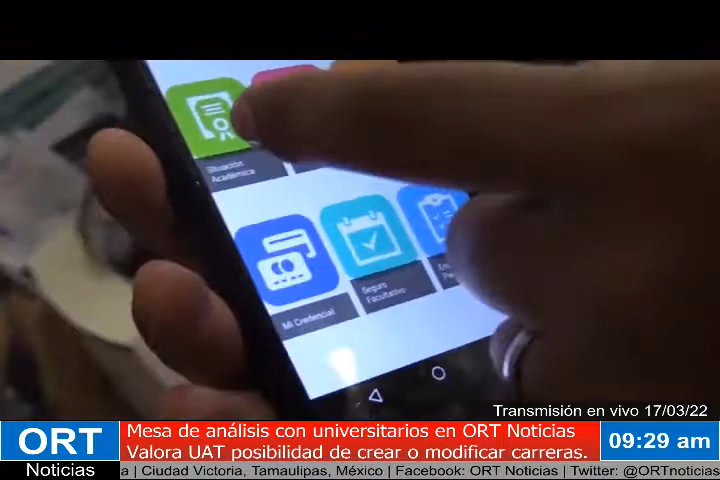 Situación
Académica
Mi Credencial
Seguro
Facultativo
Transmisión en vivo 17/03/22
ORT
Noticias
Mesa de análisis con universitarios en ORT Noticias
Valora UAT posibilidad de crear o modificar carreras.
09:29 am
a | Ciudad Victoria, Tamaulipas, México | Facebook: ORT Noticias | Twitter: @ORTnoticias